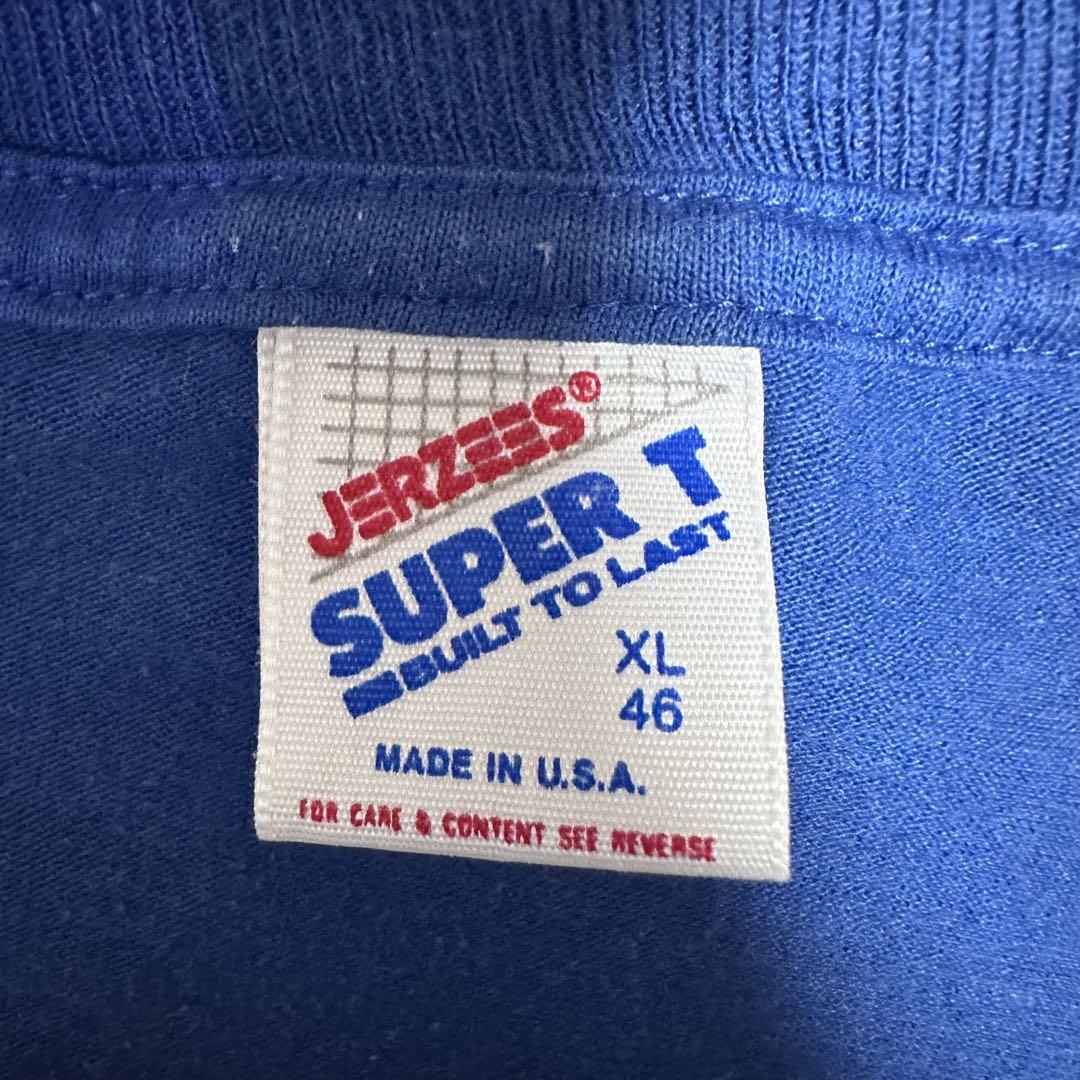 JERZEES®
SUPER T
BUILT TO LAST
XL
46
MADE IN U.S.A.
FOR CARE & CONTENT SEE REVERSE